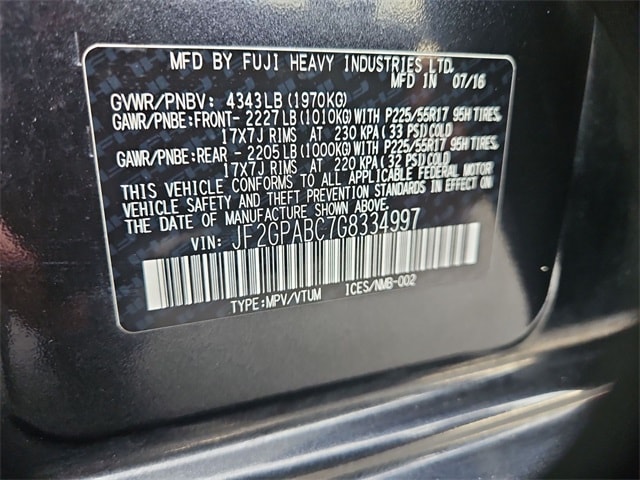 MFD BY FUJI HEAVY INDUSTRIES LTD.
MFD IN 07/16
GVWR/PNBV: 4343LB(1970KG)
GAWR/PNBE:FRONT- 2227LB(1010KG)WITH P225/55R17 95H TIRES,
17X7J RIMS AT 230 KPA(33 PSI)COLD
GAWR/PNBE:REAR - 2205LB(1000KG)WITH P225/55R17 95H TIRES,
17X7J RIMS AT 220 KPA(32 PSI)COLD
THIS VEHICLE CONFORMS TO ALL APPLICABLE FEDERAL MOTOR
VEHICLE SAFETY AND THEFT PREVENTION STANDARDS IN EFFECT ON
THE DATE OF MANUFACTURE SHOWN ABOVE.
VIN: JF2GPABC7G8334997
TYPE:MPV/VTUM ICES/NMB-002